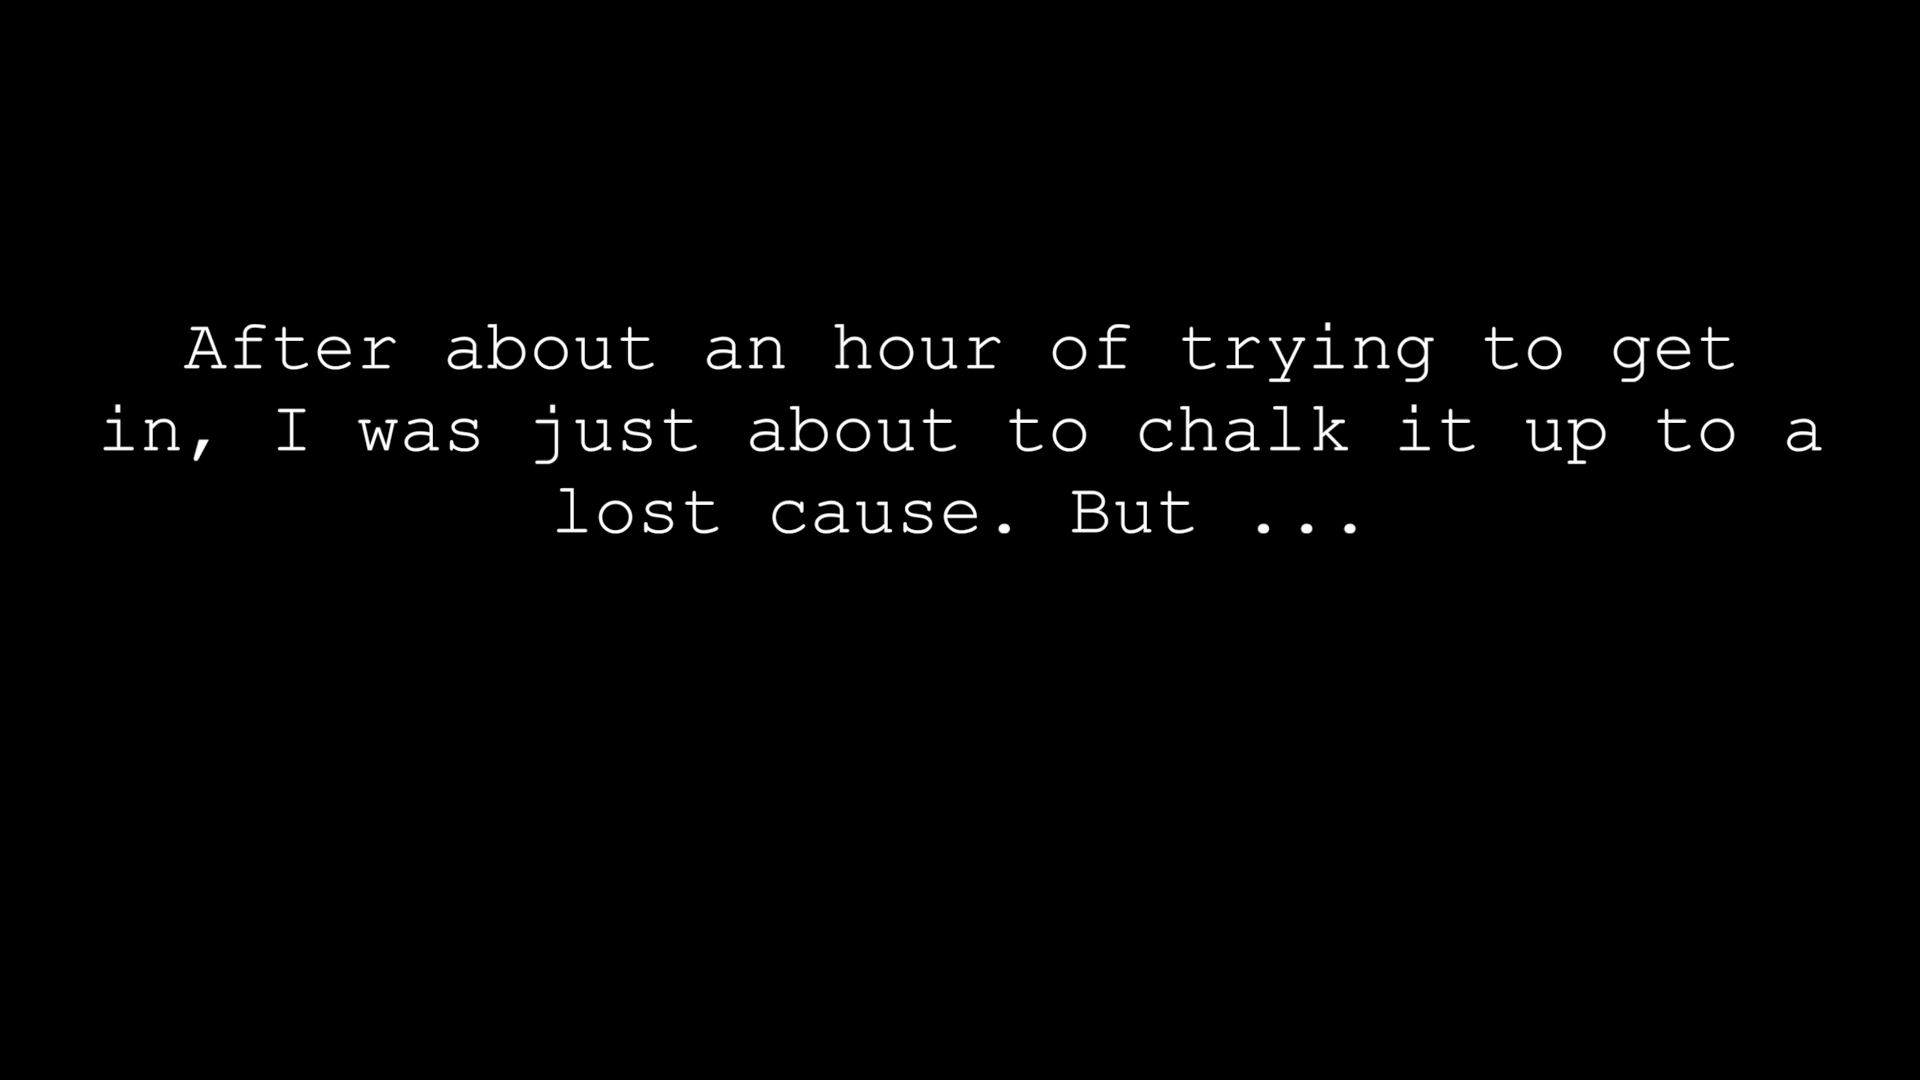 After about an hour of trying to get
in, I was just about to chalk it up to a
lost cause. But ...